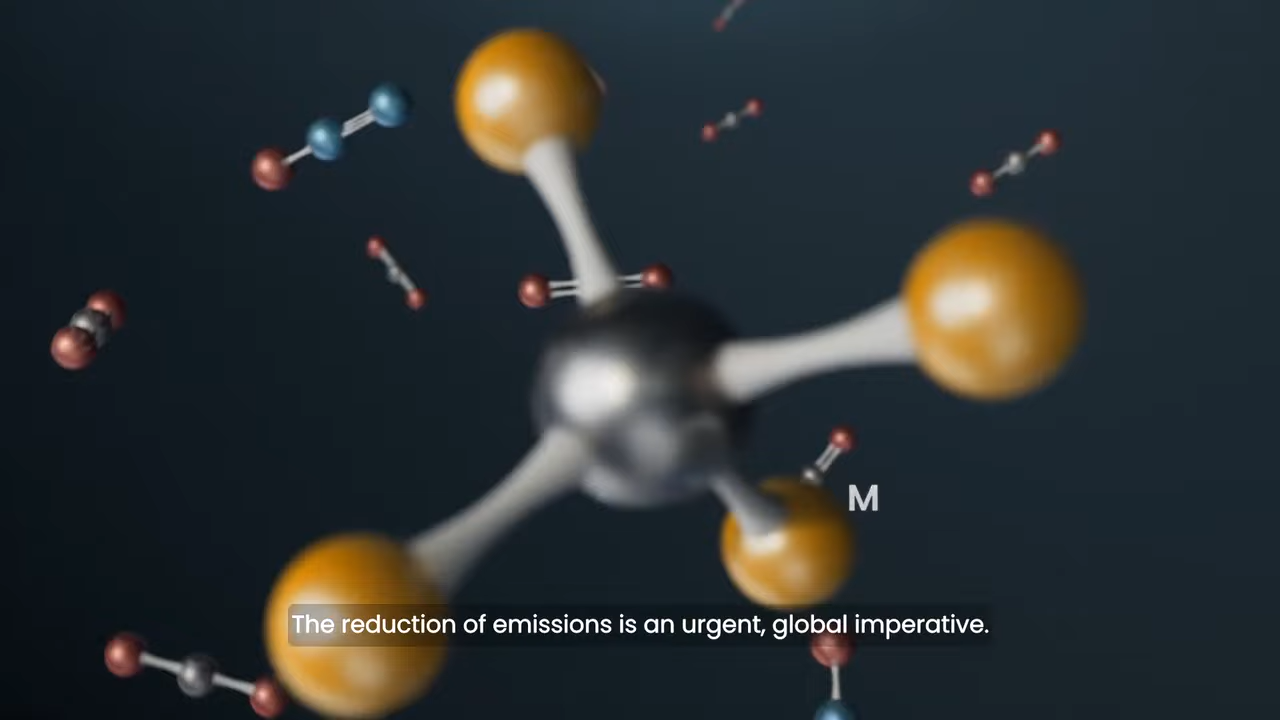 M
The reduction of emissions is an urgent, global imperative.